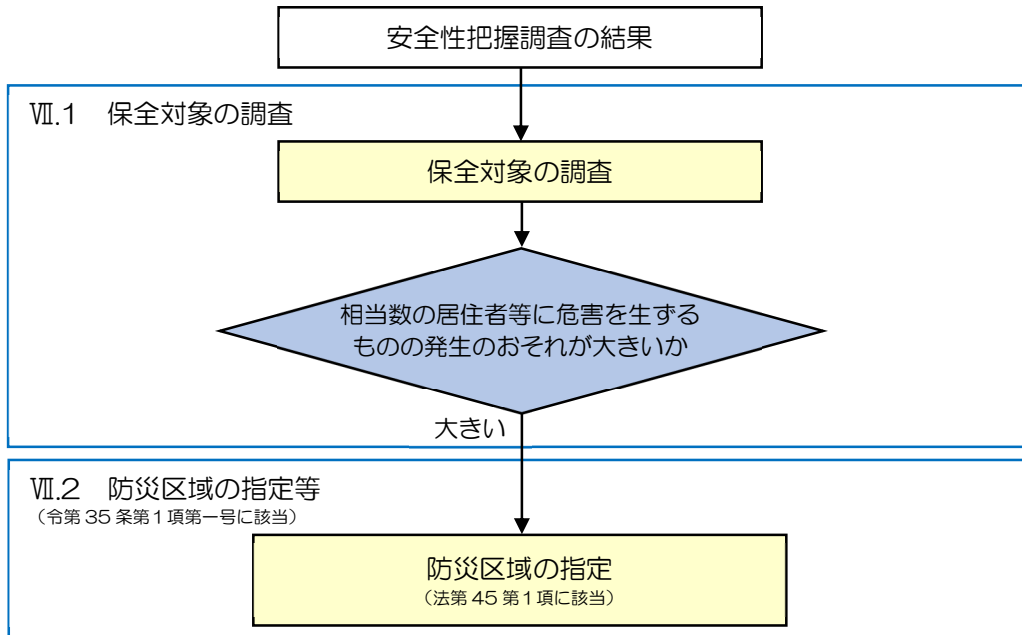 安全性把握調査の結果
Ⅶ.1 保全対象の調査
保全対象の調査
相当数の居住者等に危害を生ずる
ものの発生のおそれが大きいか
大きい
Ⅶ.2 防災区域の指定等
（令第 35 条第１項第一号に該当）
防災区域の指定
（法第 45 第１項に該当）